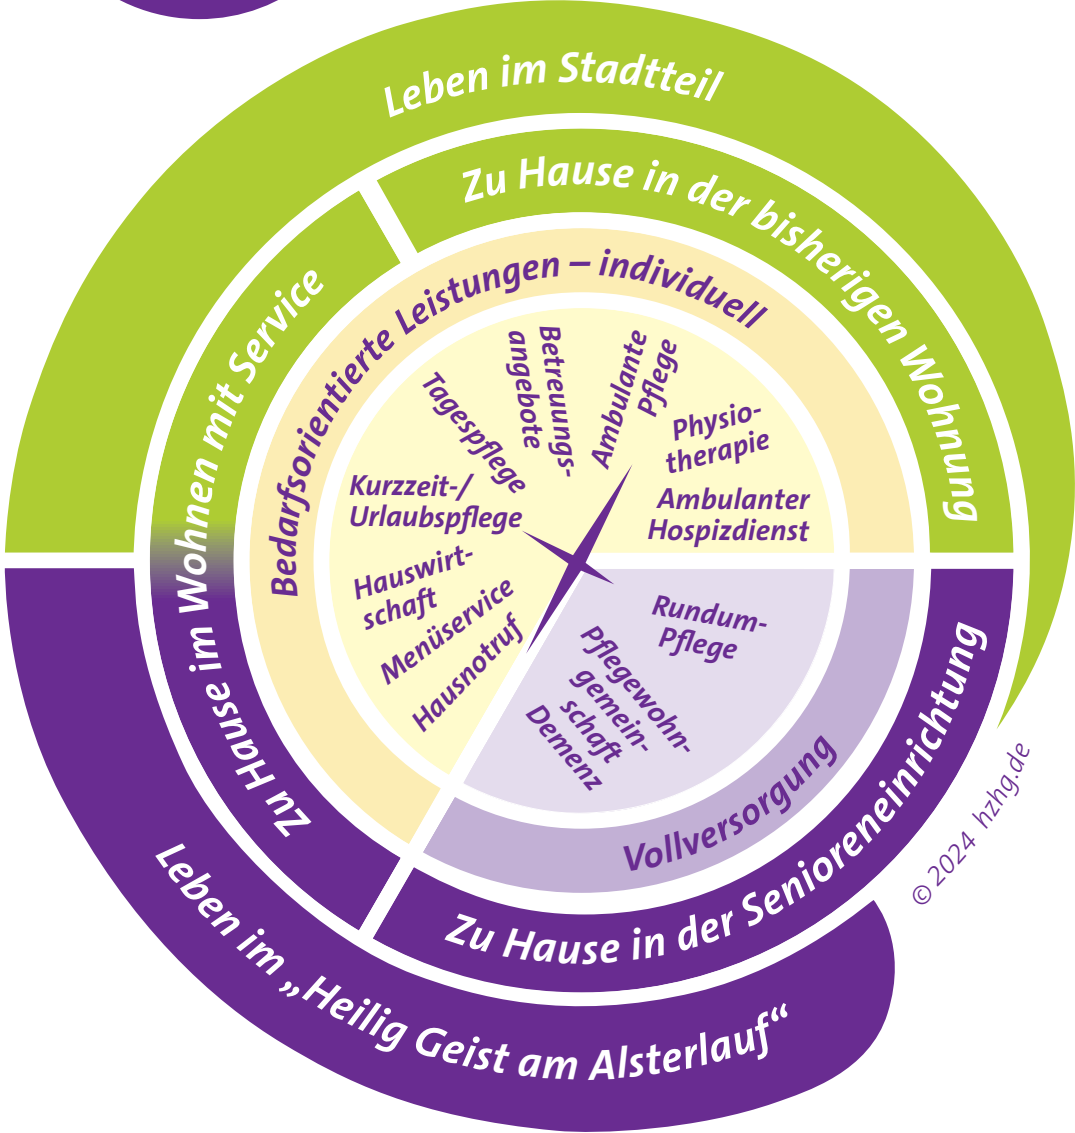 Leben im Stadtteil
Zu Hause in der bisherigen Wohnung
Zu Hause im Wohnen mit Service
Bedarfsorientierte Leistungen – individuell
Hausnotruf
Menüservice
Hauswirt-
schaft
Kurzzeit-/
Urlaubspflege
Tagespflege
Betreuungs-
angebote
Ambulante
Pflege
Physio-
therapie
Ambulanter
Hospizdienst
Rundum-
Pflege
Pflegewohn-
gemein-
schaft
Demenz
Vollversorgung
Zu Hause in der Senioreneinrichtung
Leben im „Heilig Geist am Alsterlauf“
© 2024 hzhg.de